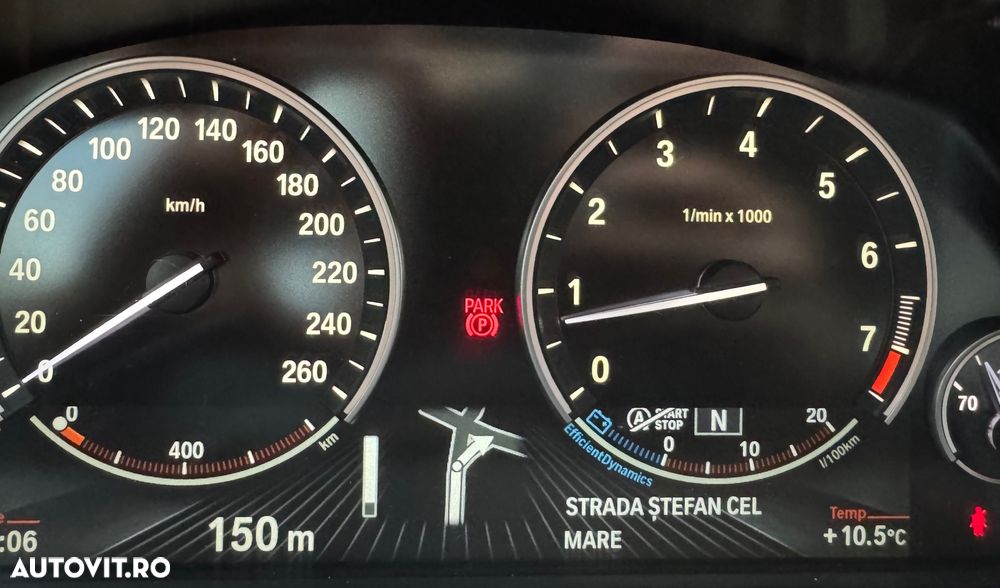 120 140
100 160
80 180
km/h
60 200
40 220
20 240
0 260
0
400
km
3 4
2 5
1/min x 1000
1 6
0 7
PARK
P
A START
STOP
N
0 10 20
l/100km
EfficientDynamics
70
STRADA ȘTEFAN CEL
MARE
150 m
:06
Temp
+10.5°C
AUTOVIT.RO